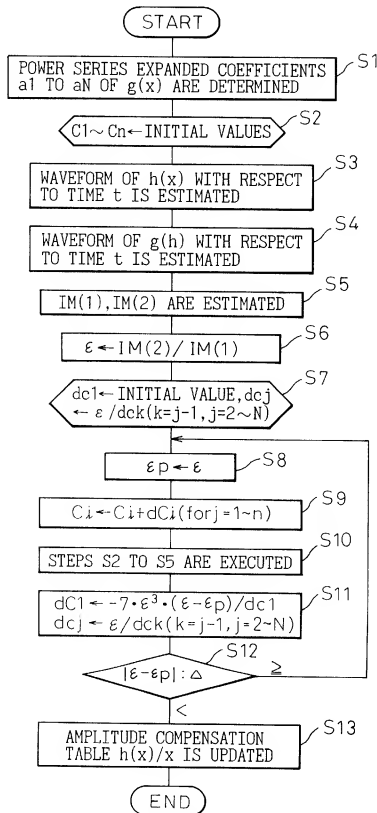 START
S1
POWER SERIES EXPANDED COEFFICIENTS
a1 TO aN OF g(x) ARE DETERMINED
S2
C1~Cn←INITIAL VALUES
S3
WAVEFORM OF h(x) WITH RESPECT
TO TIME t IS ESTIMATED
S4
WAVEFORM OF g(h) WITH RESPECT
TO TIME t IS ESTIMATED
S5
IM(1),IM(2) ARE ESTIMATED
S6
ε←IM(2)/IM(1)
S7
dc1←INITIAL VALUE,dcj
←ε/dck(k=j-1,j=2~N)
S8
εp←ε
S9
Ci←Ci+dCi(forj=1~n)
S10
STEPS S2 TO S5 ARE EXECUTED
S11
dC1←-7·ε³·(ε-εp)/dc1
dcj←ε/dck(k=j-1,j=2~N)
S12
|ε-εp|:Δ
≧
<
S13
AMPLITUDE COMPENSATION
TABLE h(x)/x IS UPDATED
END